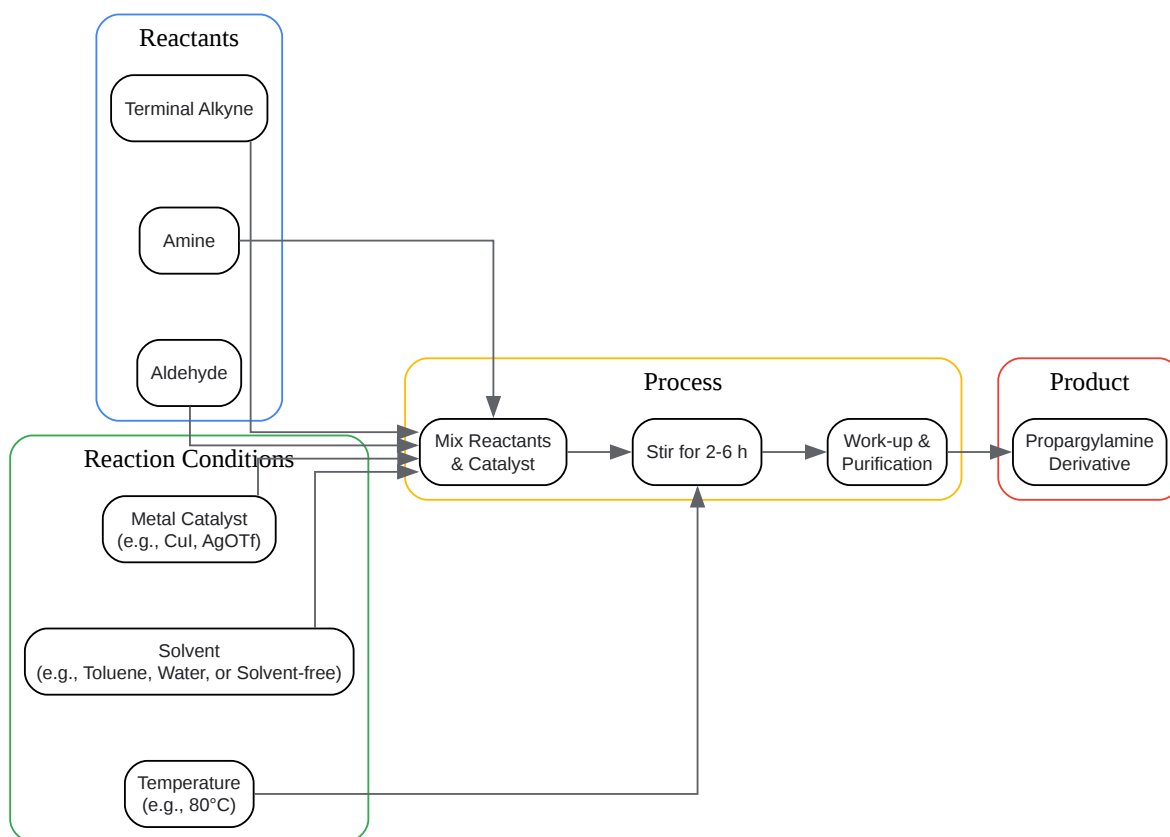 Reactants
Terminal Alkyne
Amine
Aldehyde
Reaction Conditions
Metal Catalyst
(e.g., CuI, AgOTf)
Solvent
(e.g., Toluene, Water, or Solvent-free)
Temperature
(e.g., 80°C)
Process
Mix Reactants
& Catalyst
Stir for 2-6 h
Work-up &
Purification
Product
Propargylamine
Derivative